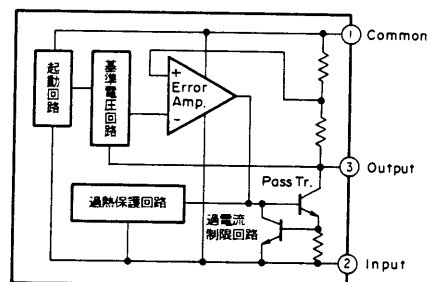 ① Common
起動回路
基準電圧回路
+
Error
Amp.
-
③ Output
Pass Tr.
過熱保護回路
過電流
制限回路
② Input